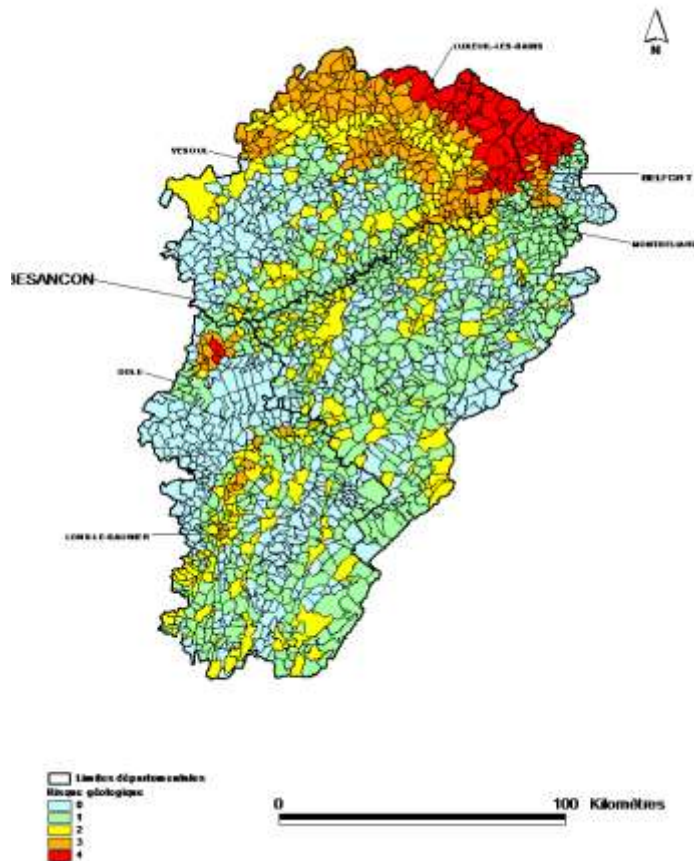 LUXEUIL-LES-BAINS
N
VESOUL
BELFORT
MONTBELIARD
BESANCON
DOLE
LONS-LE-SAUNIER
Limites départementales
Risque géologique
0
1
2
3
4
0 100 Kilomètres